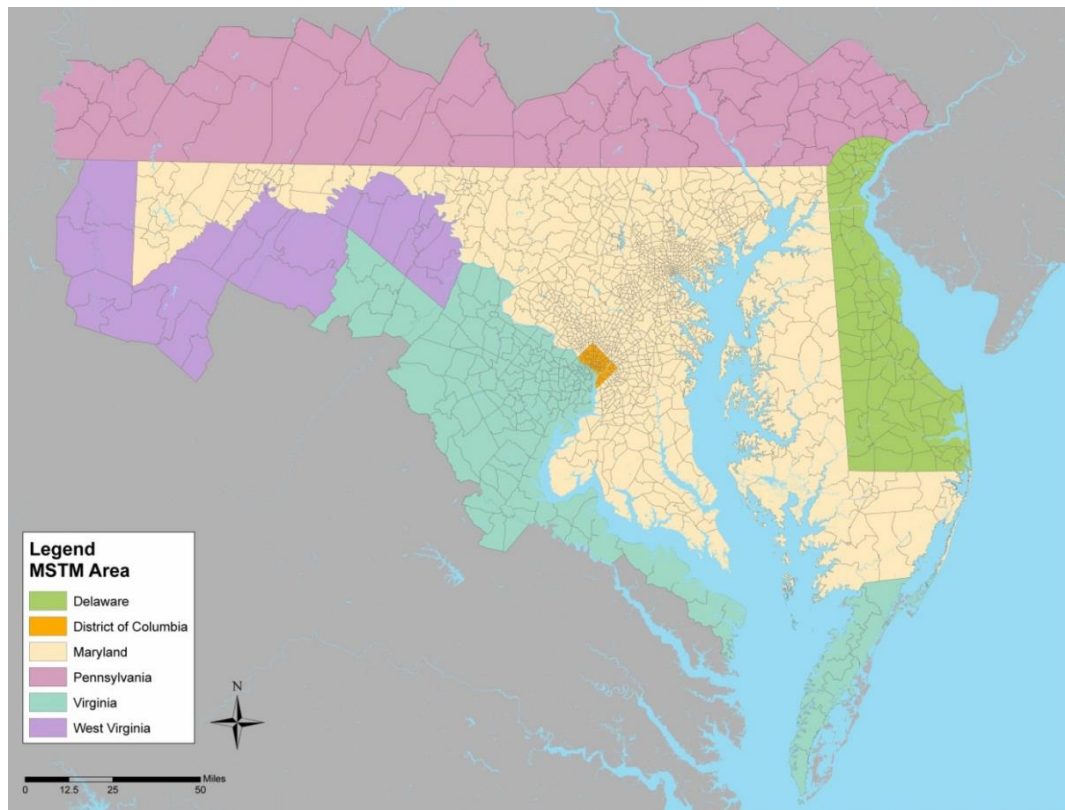 Legend
MSTM Area
Delaware
District of Columbia
Maryland
Pennsylvania
Virginia
West Virginia
N
Miles
0 12.5 25 50